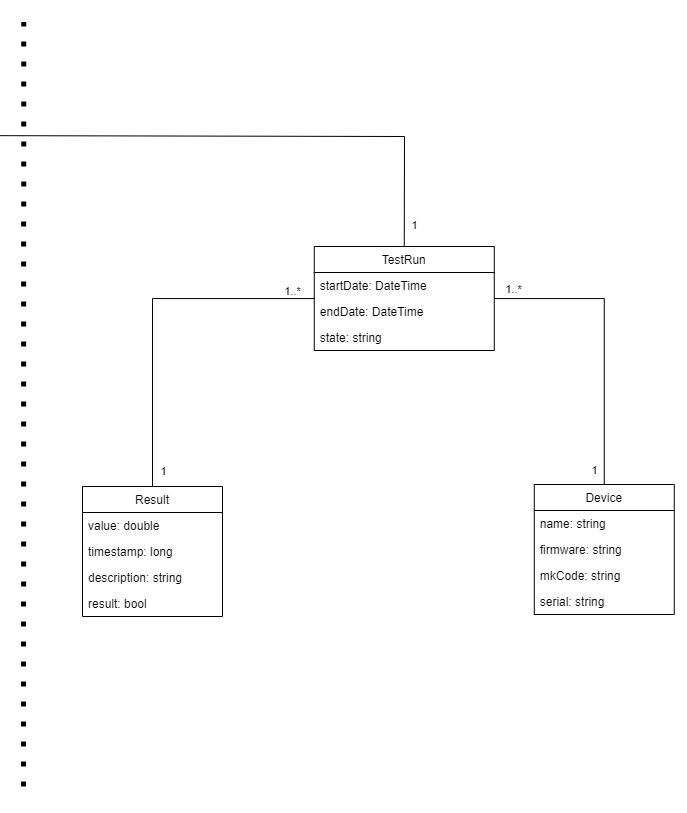 1
TestRun
startDate: DateTime
endDate: DateTime
state: string
1..*
1..*
1
1
Result
value: double
timestamp: long
description: string
result: bool
Device
name: string
firmware: string
mkCode: string
serial: string